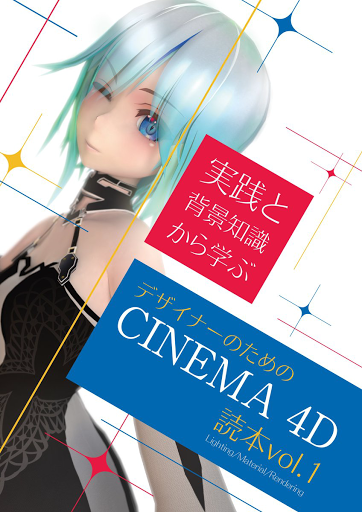 実践と
背景知識
から学ぶ
デザイナーのための
CINEMA 4D
読本vol.1
Lighting/Material/Rendering